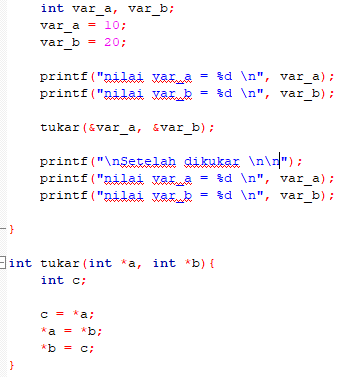 int var_a, var_b;
var_a = 10;
var_b = 20;
printf("nilai var_a = %d \n", var_a);
printf("nilai var_b = %d \n", var_b);
tukar(&var_a, &var_b);
printf("\nSetelah dikukar \n\n");
printf("nilai var_a = %d \n", var_a);
printf("nilai var_b = %d \n", var_b);
}
int tukar(int *a, int *b){
int c;
c = *a;
*a = *b;
*b = c;
}